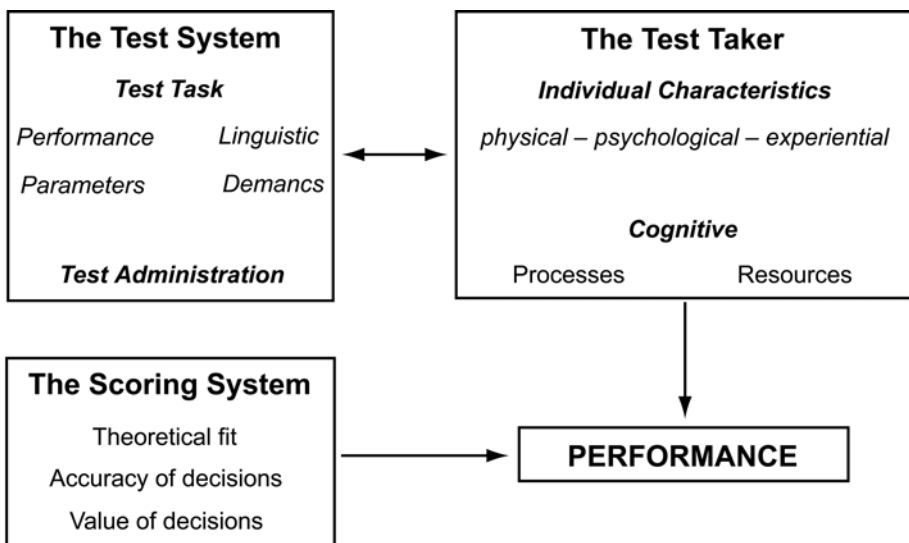 The Test System
Test Task
Performance Linguistic
Parameters Demancs
Test Administration
The Test Taker
Individual Characteristics
physical – psychological – experiential
Cognitive
Processes Resources
The Scoring System
Theoretical fit
Accuracy of decisions
Value of decisions
PERFORMANCE